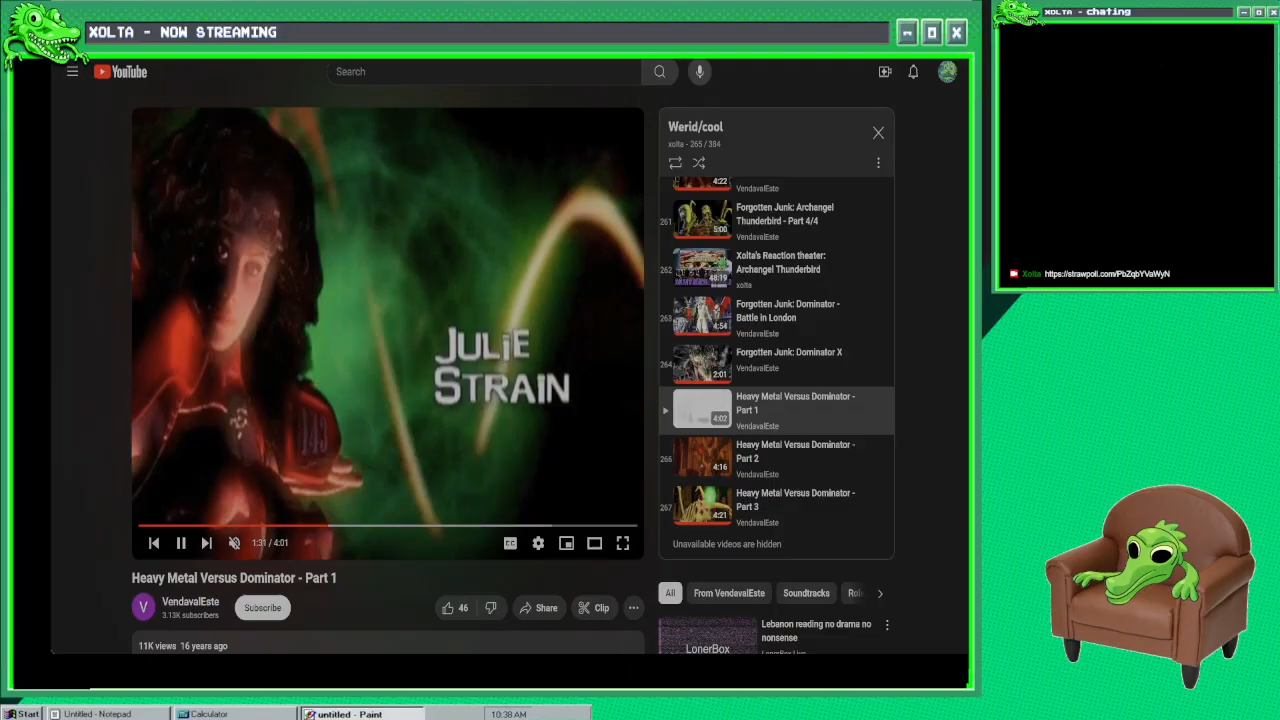 XOLTA - NOW STREAMING
YouTube
Search
JULIE
STRAIN
1:31 / 4:01
Heavy Metal Versus Dominator - Part 1
V
VendavalEste
3.13K subscribers
Subscribe
46
Share
Clip
11K views 16 years ago
Werid/cool
xolta - 265 / 384
4:22
VendavalEste
261
5:00
Forgotten Junk: Archangel
Thunderbird - Part 4/4
VendavalEste
262
48:19
Xolta's Reaction theater:
Archangel Thunderbird
xolta
263
4:54
Forgotten Junk: Dominator -
Battle in London
VendavalEste
264
2:01
Forgotten Junk: Dominator X
VendavalEste
4:02
Heavy Metal Versus Dominator -
Part 1
VendavalEste
266
4:16
Heavy Metal Versus Dominator -
Part 2
VendavalEste
267
4:21
Heavy Metal Versus Dominator -
Part 3
VendavalEste
Unavailable videos are hidden
All
From VendavalEste
Soundtracks
LonerBox
Lebanon reading no drama no
nonsense
LonerBox Live
XOLTA - chating
Xolta https://strawpoll.com/PbZqbYVaWyN
Start
Untitled - Notepad
Calculator
untitled - Paint
10:38 AM